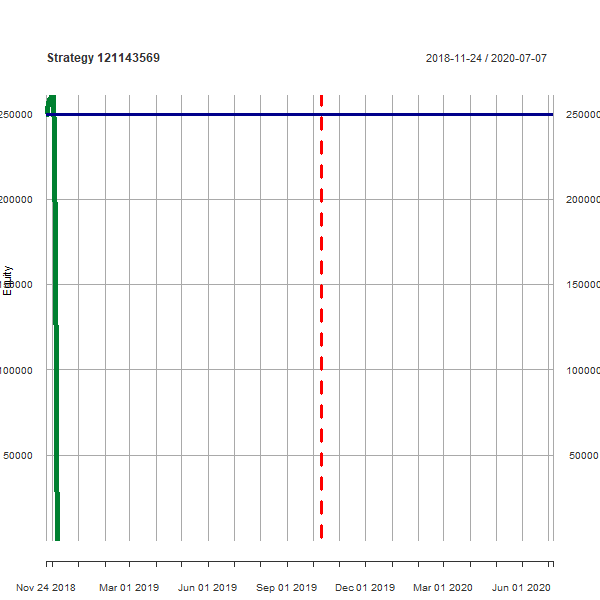 Strategy 121143569
2018-11-24 / 2020-07-07
250000
250000
200000
200000
Equity
150000
150000
100000
100000
50000
50000
Nov 24 2018
Mar 01 2019
Jun 01 2019
Sep 01 2019
Dec 01 2019
Mar 01 2020
Jun 01 2020